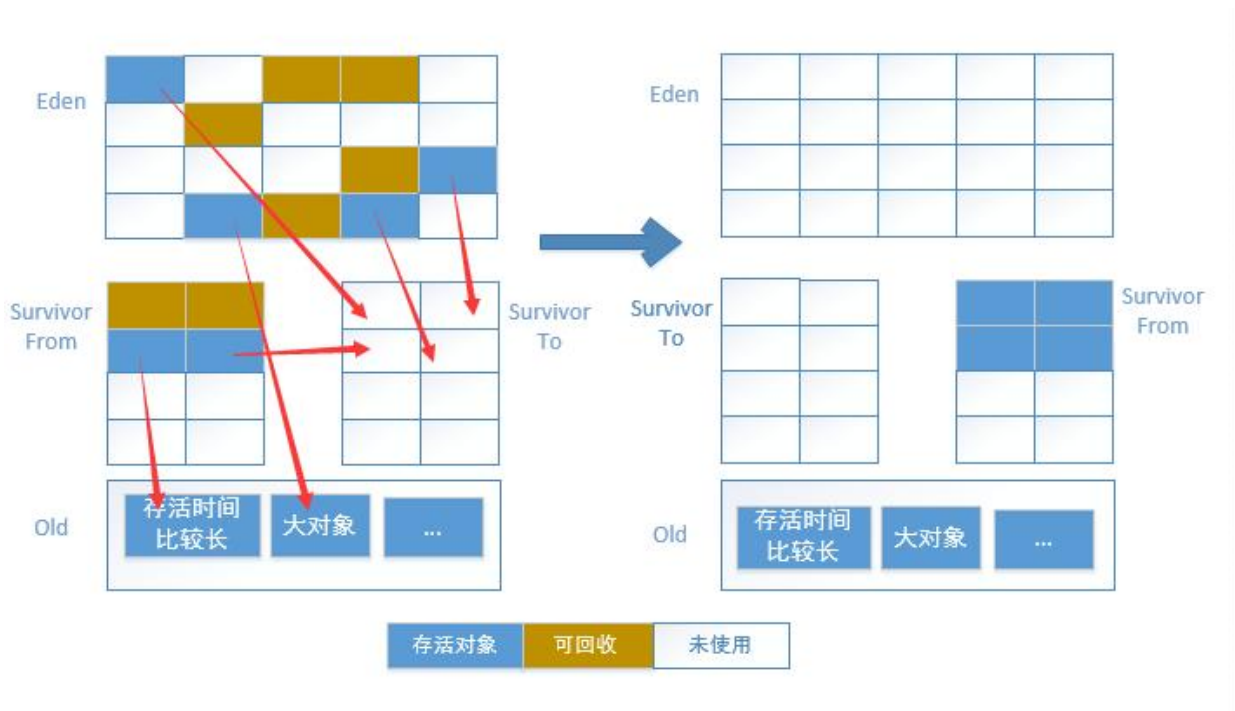 Eden
Eden
Survivor
From
Survivor
To
Survivor
To
Survivor
From
Old
存活时间
比较长
大对象
...
Old
存活时间
比较长
大对象
...
存活对象
可回收
未使用